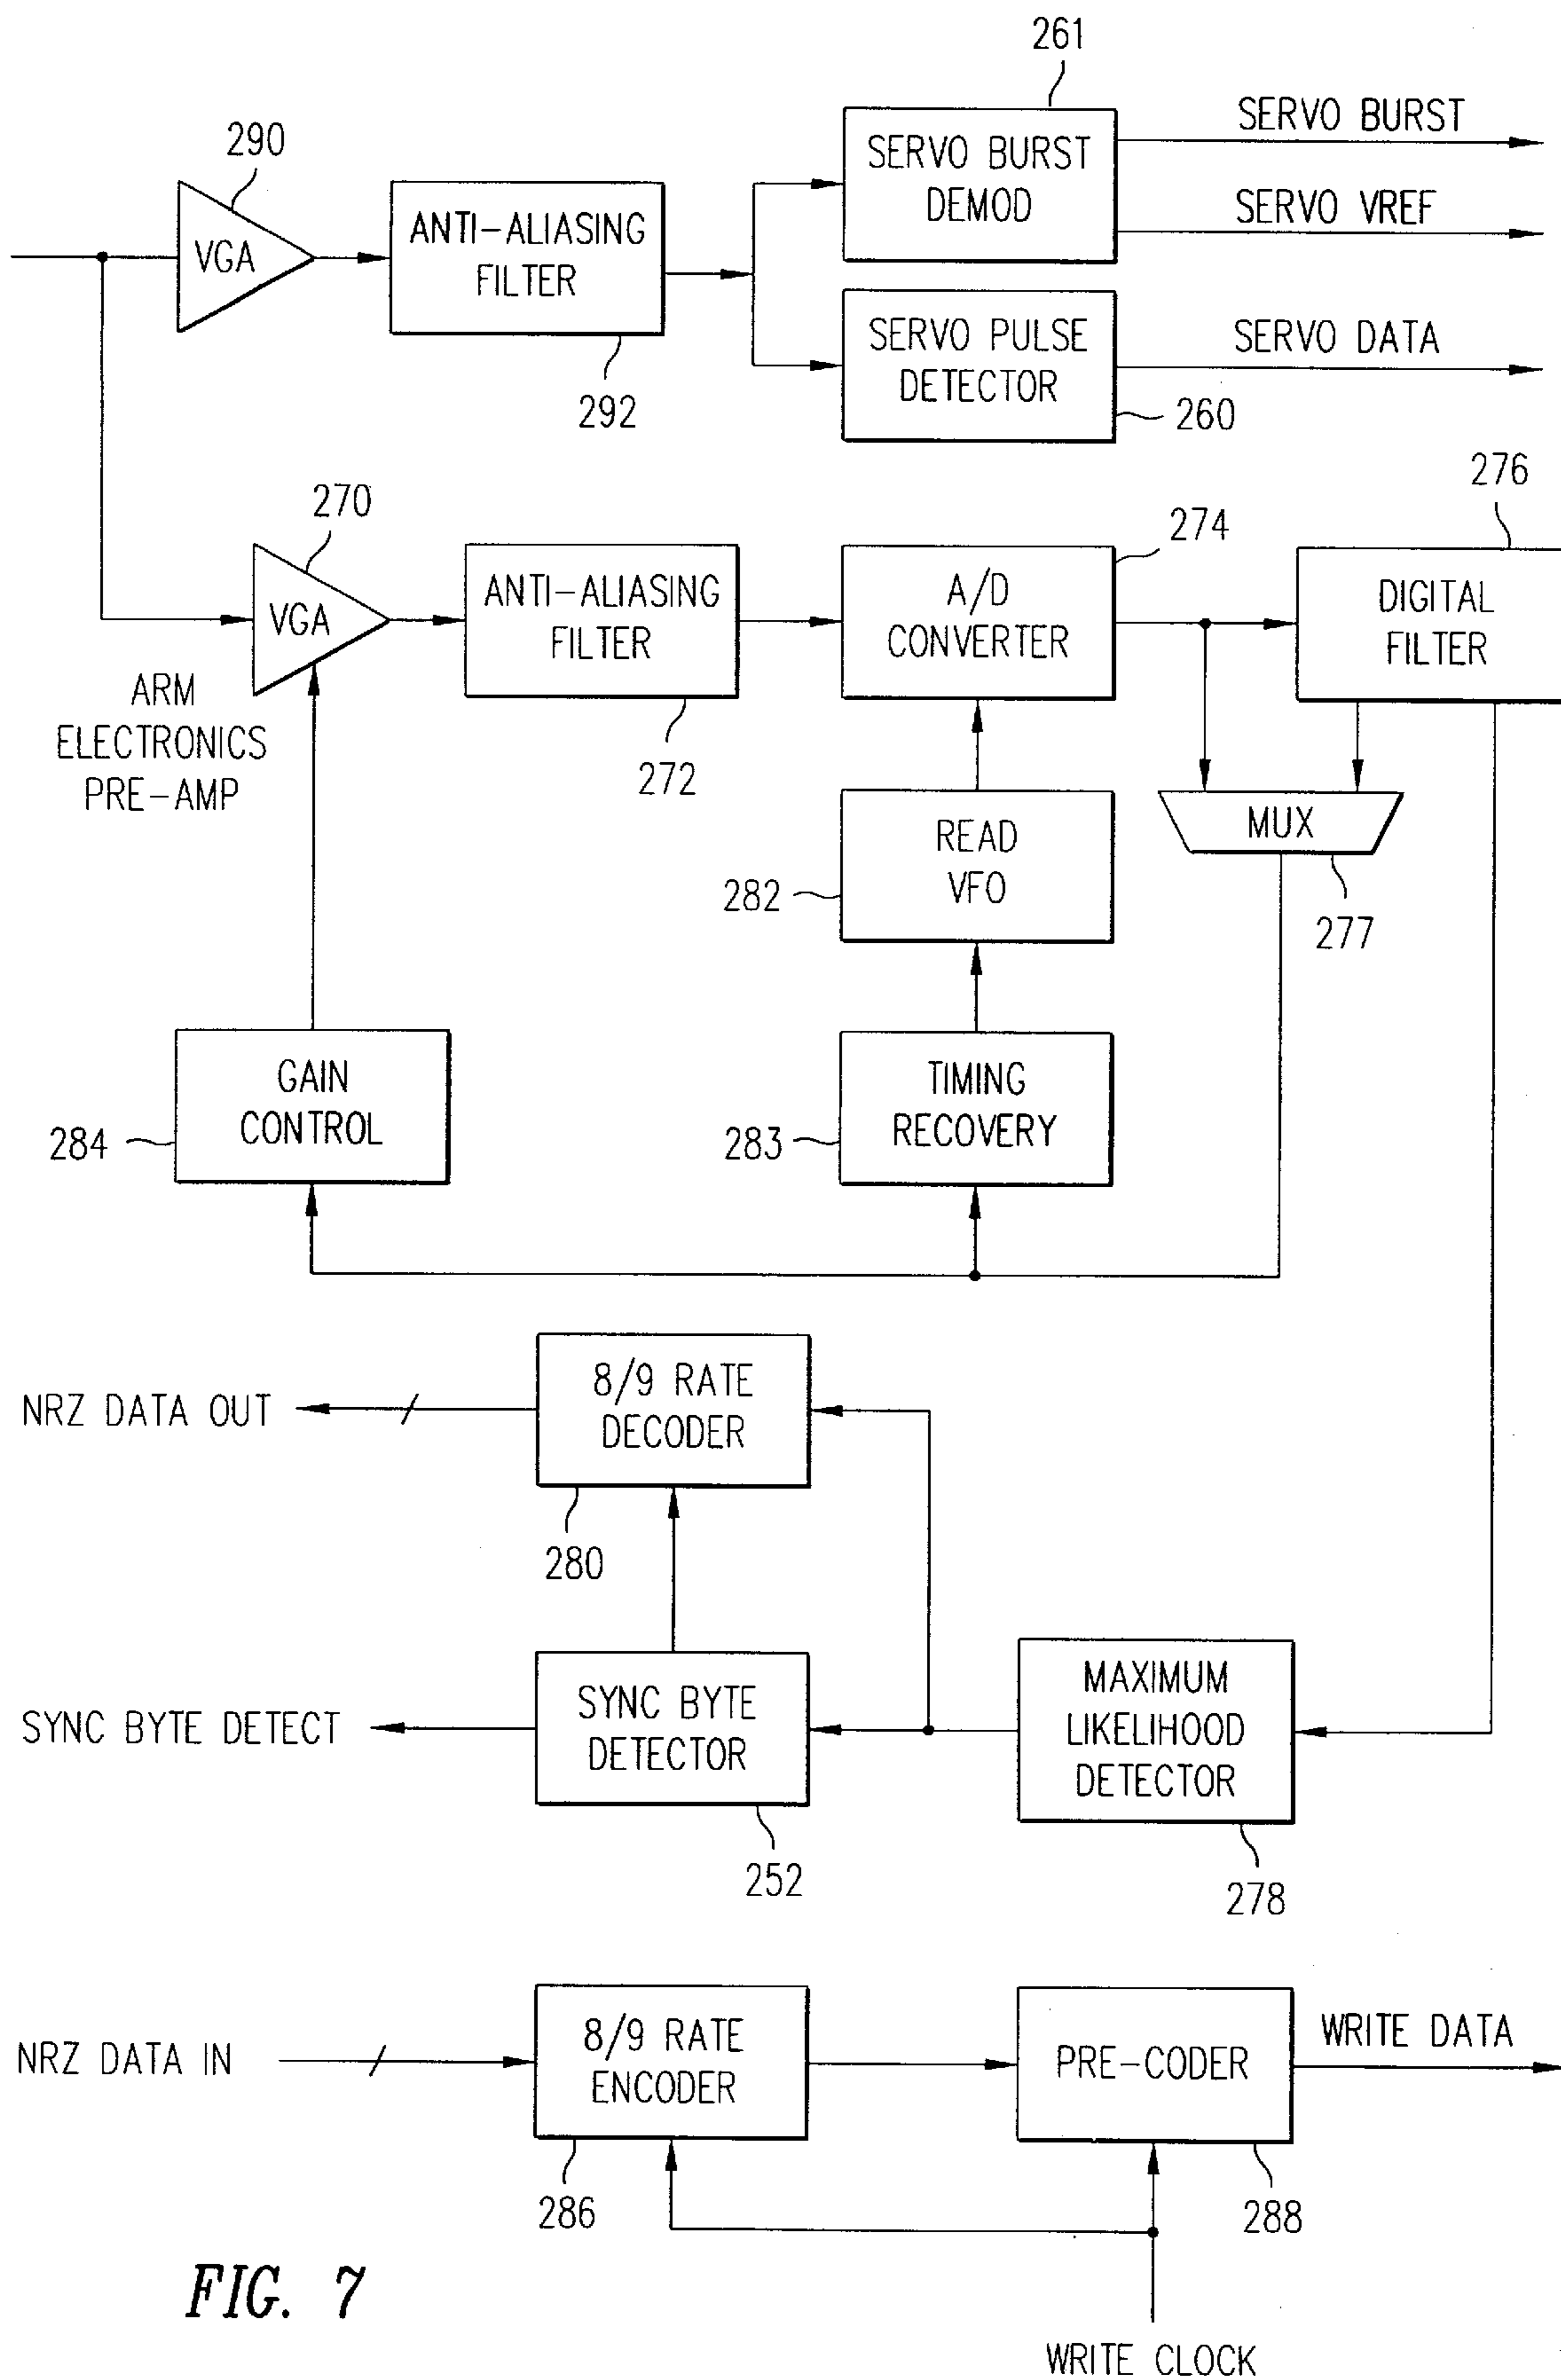 261
SERVO BURST
290
SERVO BURST
DEMOD
SERVO VREF
VGA
ANTI-ALIASING
FILTER
292
SERVO PULSE
DETECTOR
SERVO DATA
260
276
270
274
VGA
ANTI-ALIASING
FILTER
A/D
CONVERTER
DIGITAL
FILTER
ARM
ELECTRONICS
PRE-AMP
272
READ
VFO
MUX
282
277
GAIN
CONTROL
TIMING
RECOVERY
284
283
8/9 RATE
DECODER
NRZ DATA OUT
280
SYNC BYTE
DETECTOR
MAXIMUM
LIKELIHOOD
DETECTOR
SYNC BYTE DETECT
252
278
8/9 RATE
ENCODER
NRZ DATA IN
PRE-CODER
WRITE DATA
286
288
FIG. 7
WRITE CLOCK